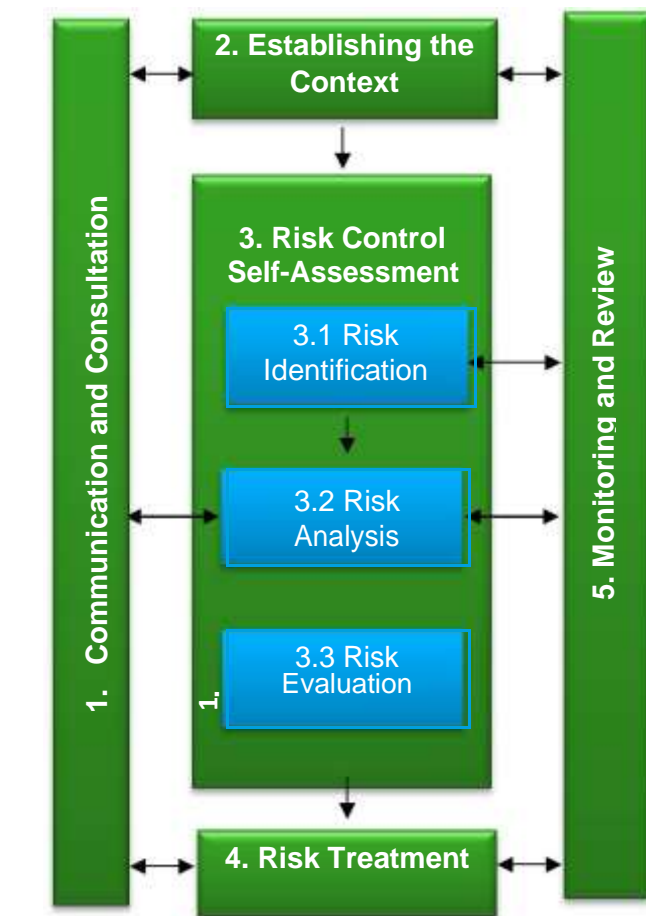 1. Communication and Consultation
2. Establishing the
Context
3. Risk Control
Self-Assessment
3.1 Risk
Identification
3.2 Risk
Analysis
3.3 Risk
Evaluation
1.
4. Risk Treatment
5. Monitoring and Review